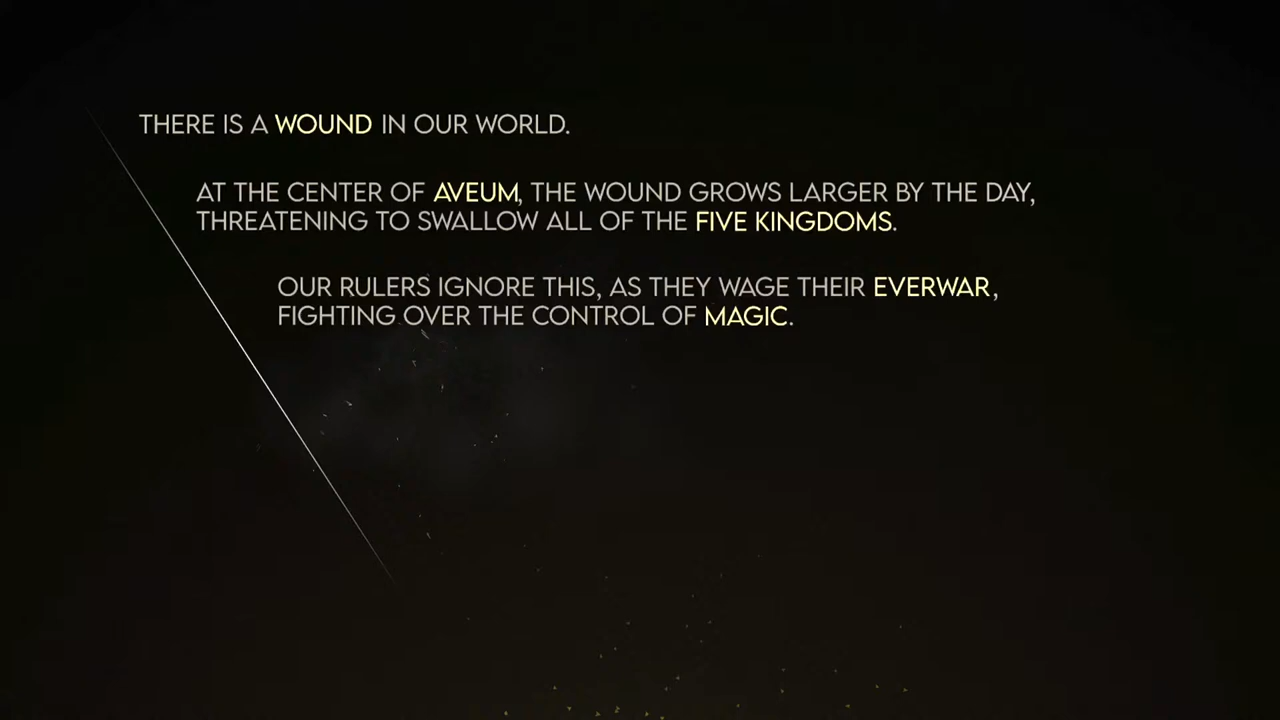 THERE IS A WOUND IN OUR WORLD.
AT THE CENTER OF AVEUM, THE WOUND GROWS LARGER BY THE DAY,
THREATENING TO SWALLOW ALL OF THE FIVE KINGDOMS.
OUR RULERS IGNORE THIS, AS THEY WAGE THEIR EVERWAR,
FIGHTING OVER THE CONTROL OF MAGIC.